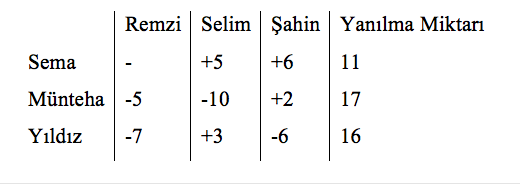 Remzi Selim Şahin Yanılma Miktarı
Sema - +5 +6 11
Münteha -5 -10 +2 17
Yıldız -7 +3 -6 16